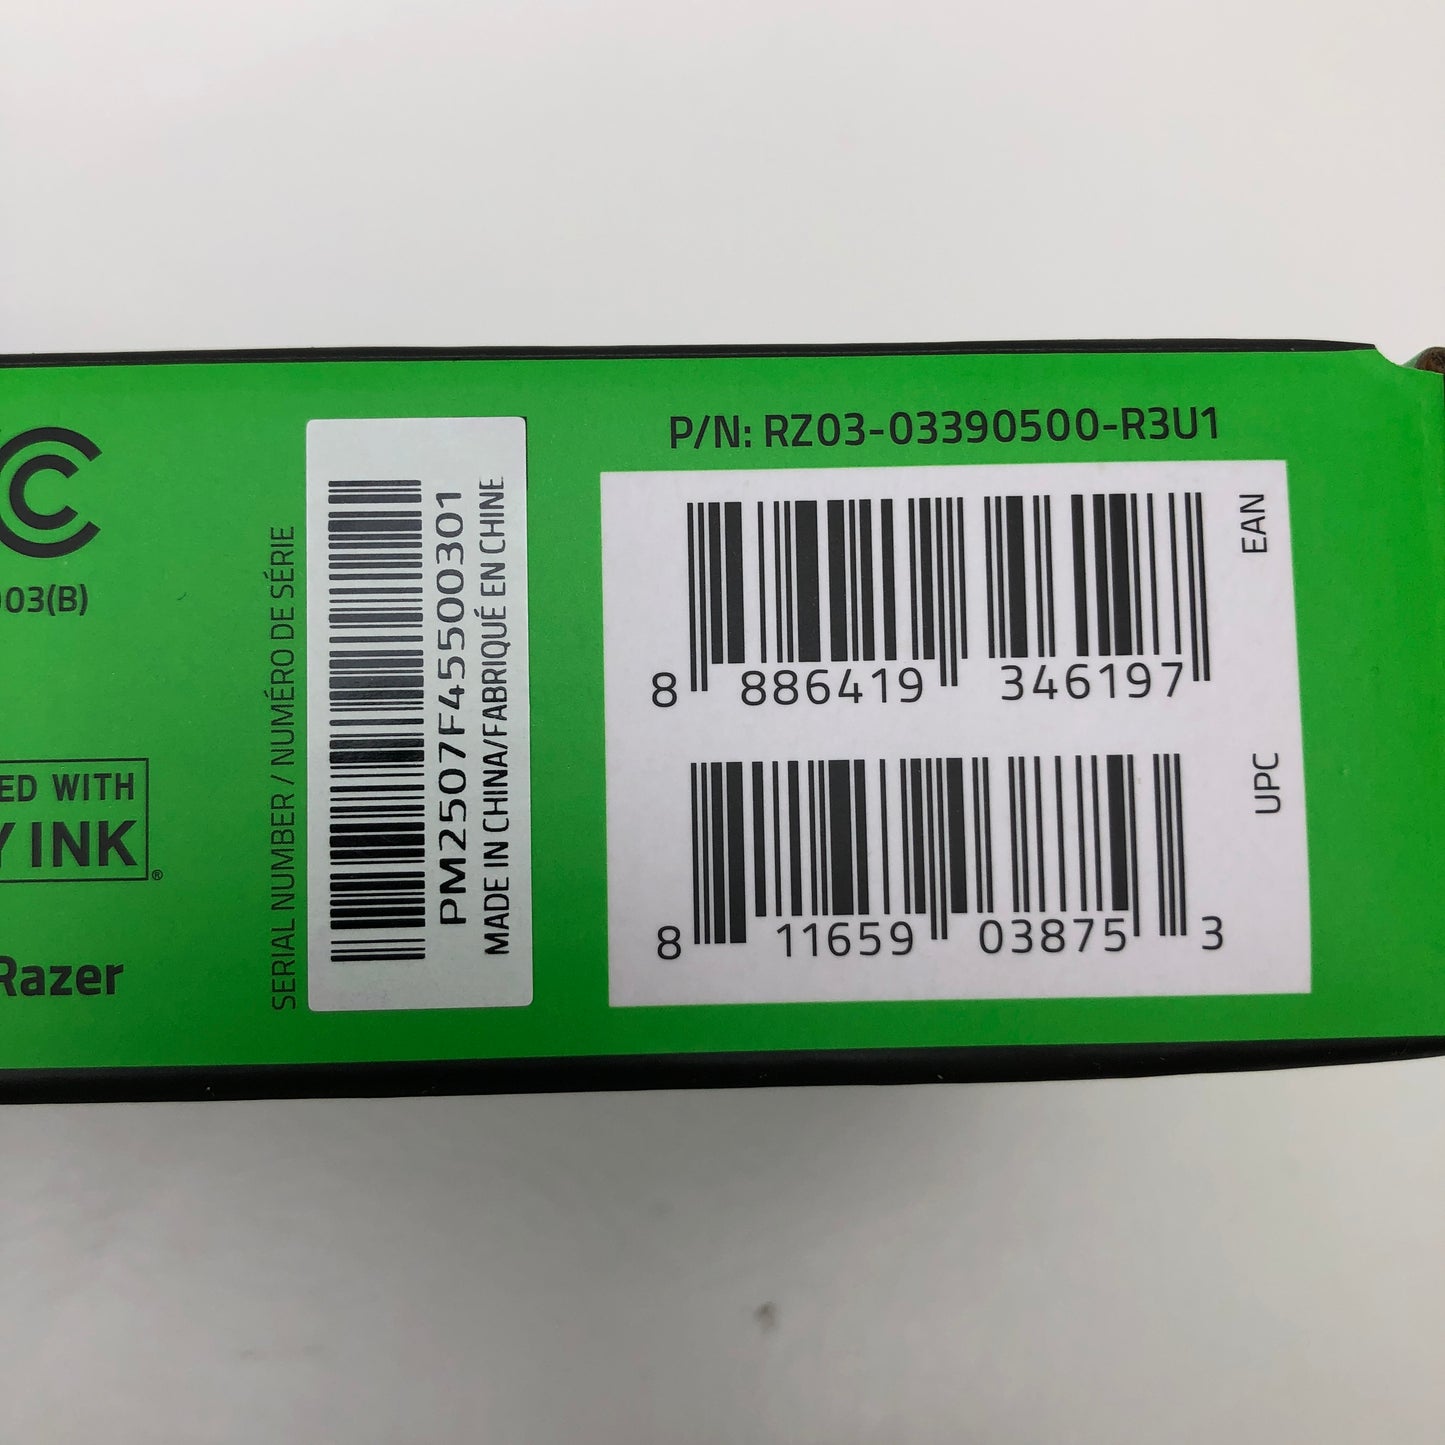 003(B)
ED WITH
Y INK®
Razer
SERIAL NUMBER / NUMÉRO DE SÉRIE
PM2507F45500301
MADE IN CHINA/FABRIQUÉ EN CHINE
P/N: RZ03-03390500-R3U1
8 886419 346197
EAN
8 11659 03875 3
UPC